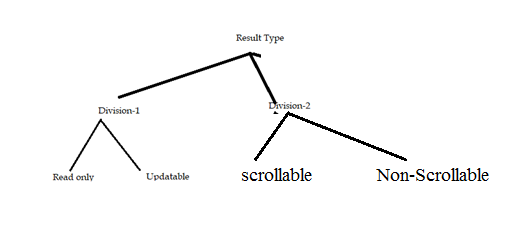 Result Type
Division-1
Division-2
Read only
Updatable
scrollable
Non-Scrollable